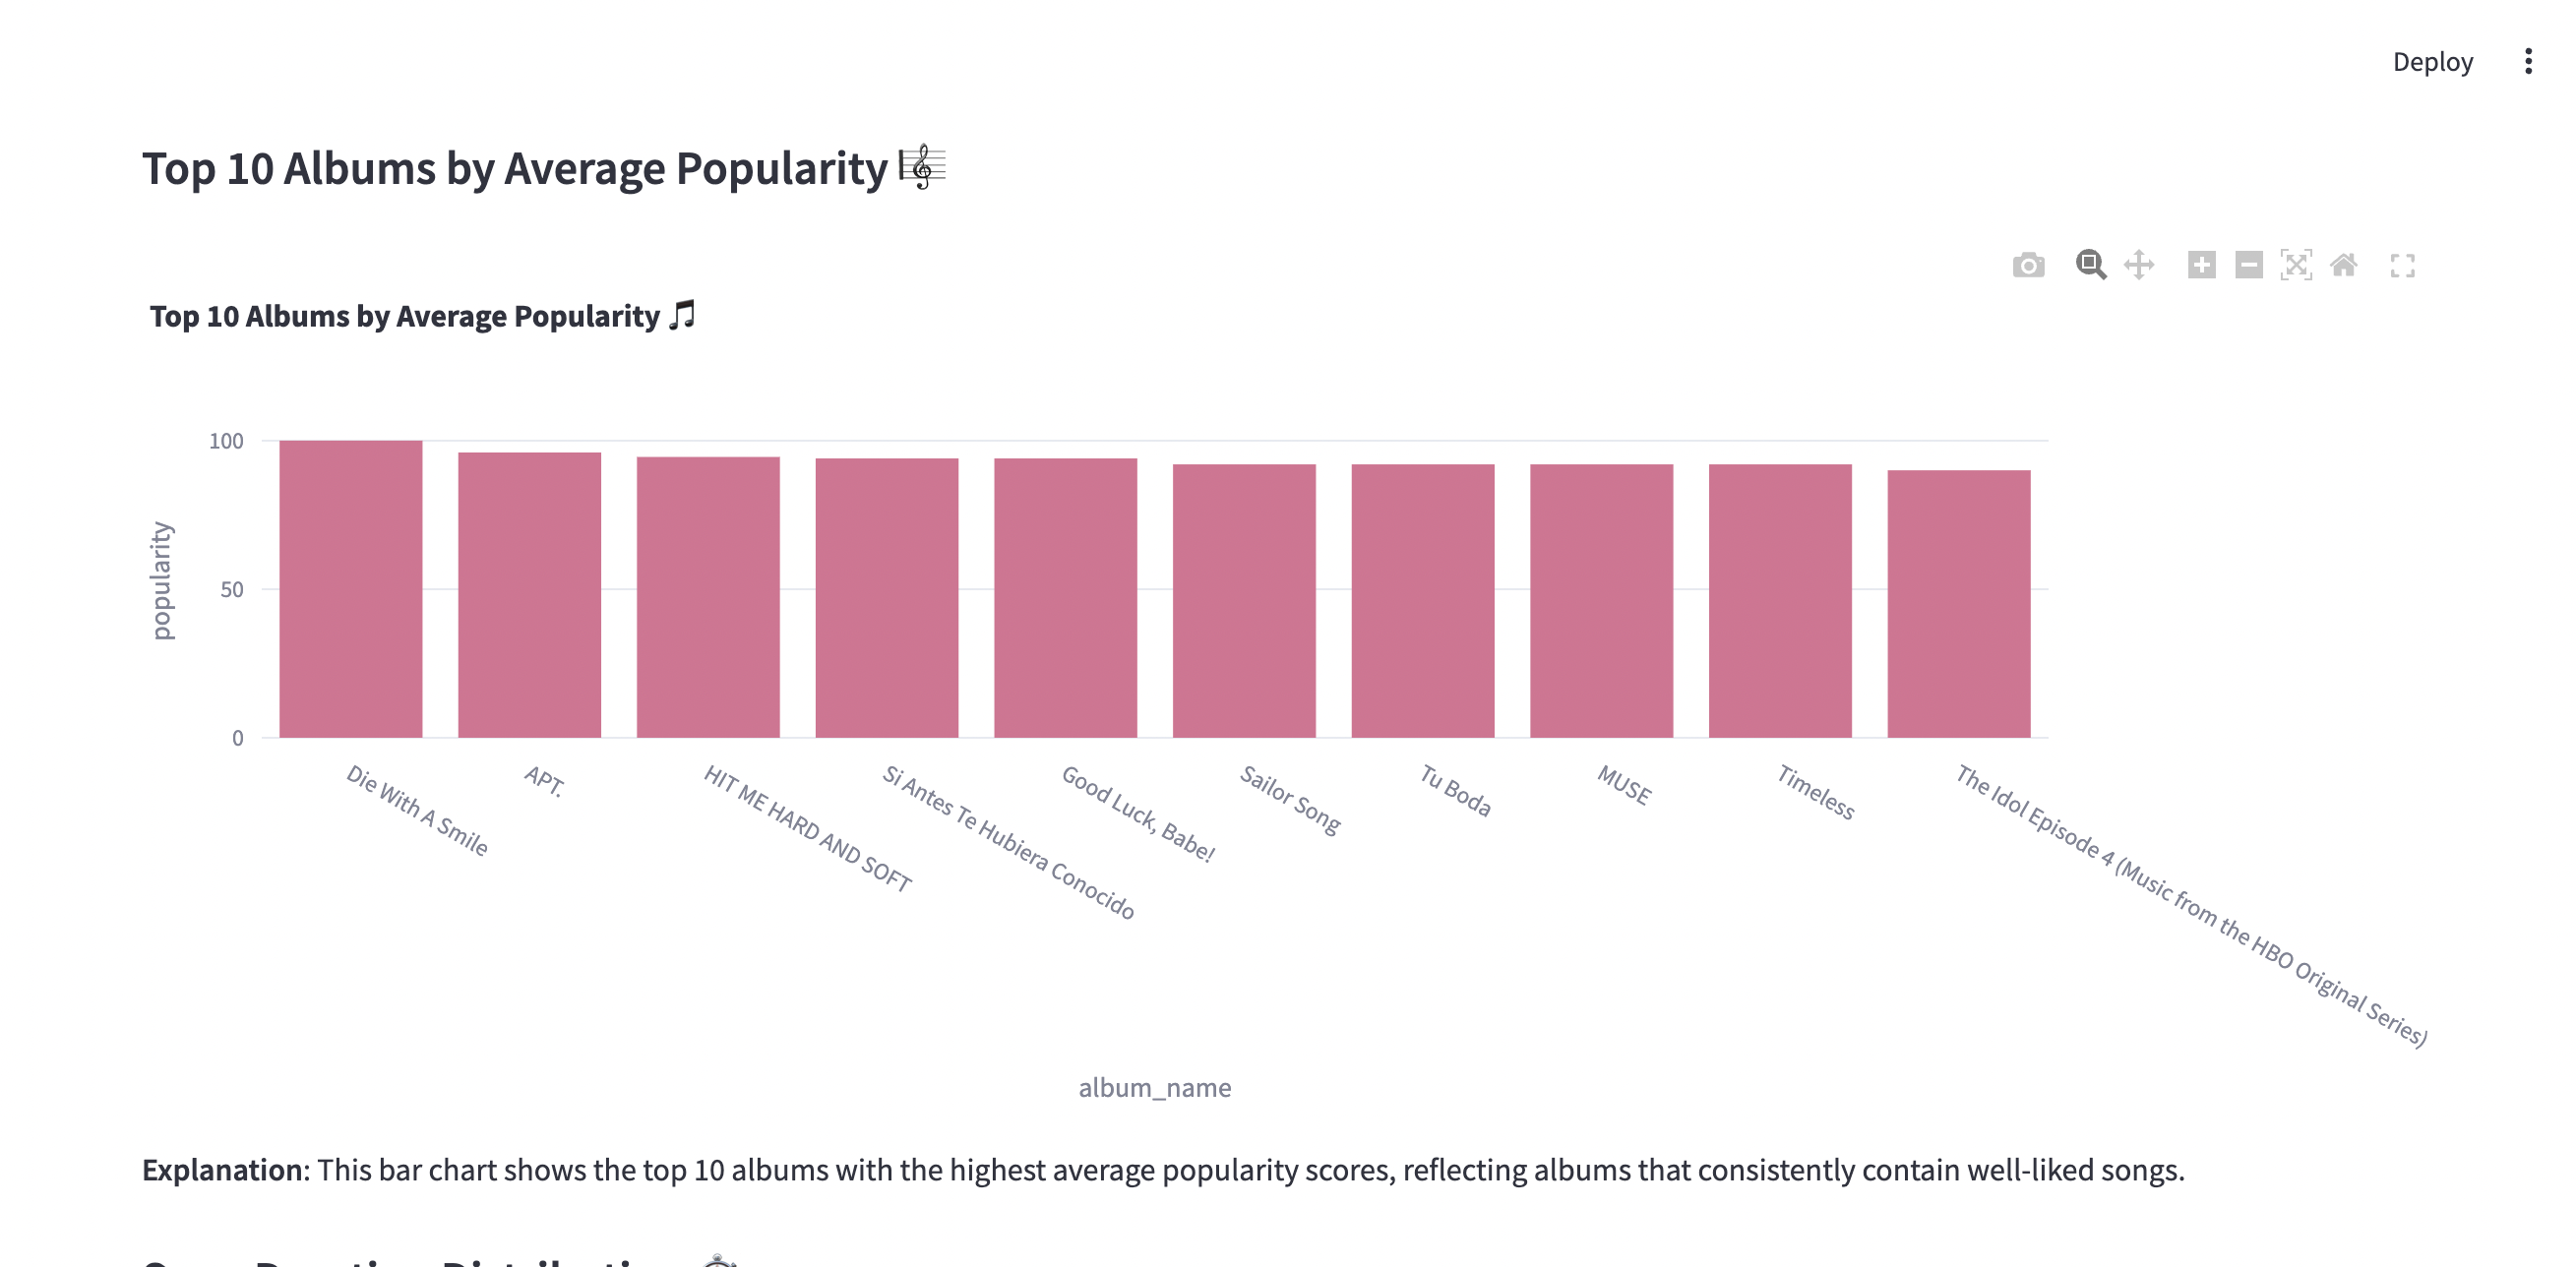 Deploy
Top 10 Albums by Average Popularity 🎼
Top 10 Albums by Average Popularity 🎵
100
50
0
popularity
Die With A Smile
APT.
HIT ME HARD AND SOFT
Si Antes Te Hubiera Conocido
Good Luck, Babe!
Sailor Song
Tu Boda
MUSE
Timeless
The Idol Episode 4 (Music from the HBO Original Series)
album_name
Explanation: This bar chart shows the top 10 albums with the highest average popularity scores, reflecting albums that consistently contain well-liked songs.